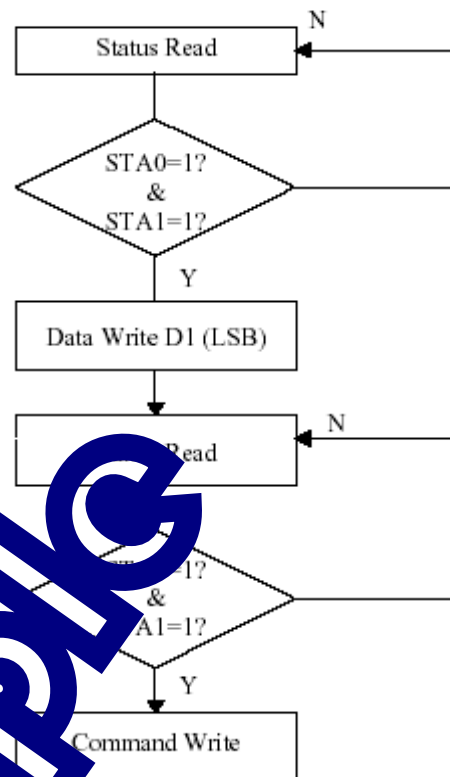 N
Status Read
STA0=1?
&
STA1=1?
Y
Data Write D1 (LSB)
N
Read
=1?
&
A1=1?
Y
Command Write